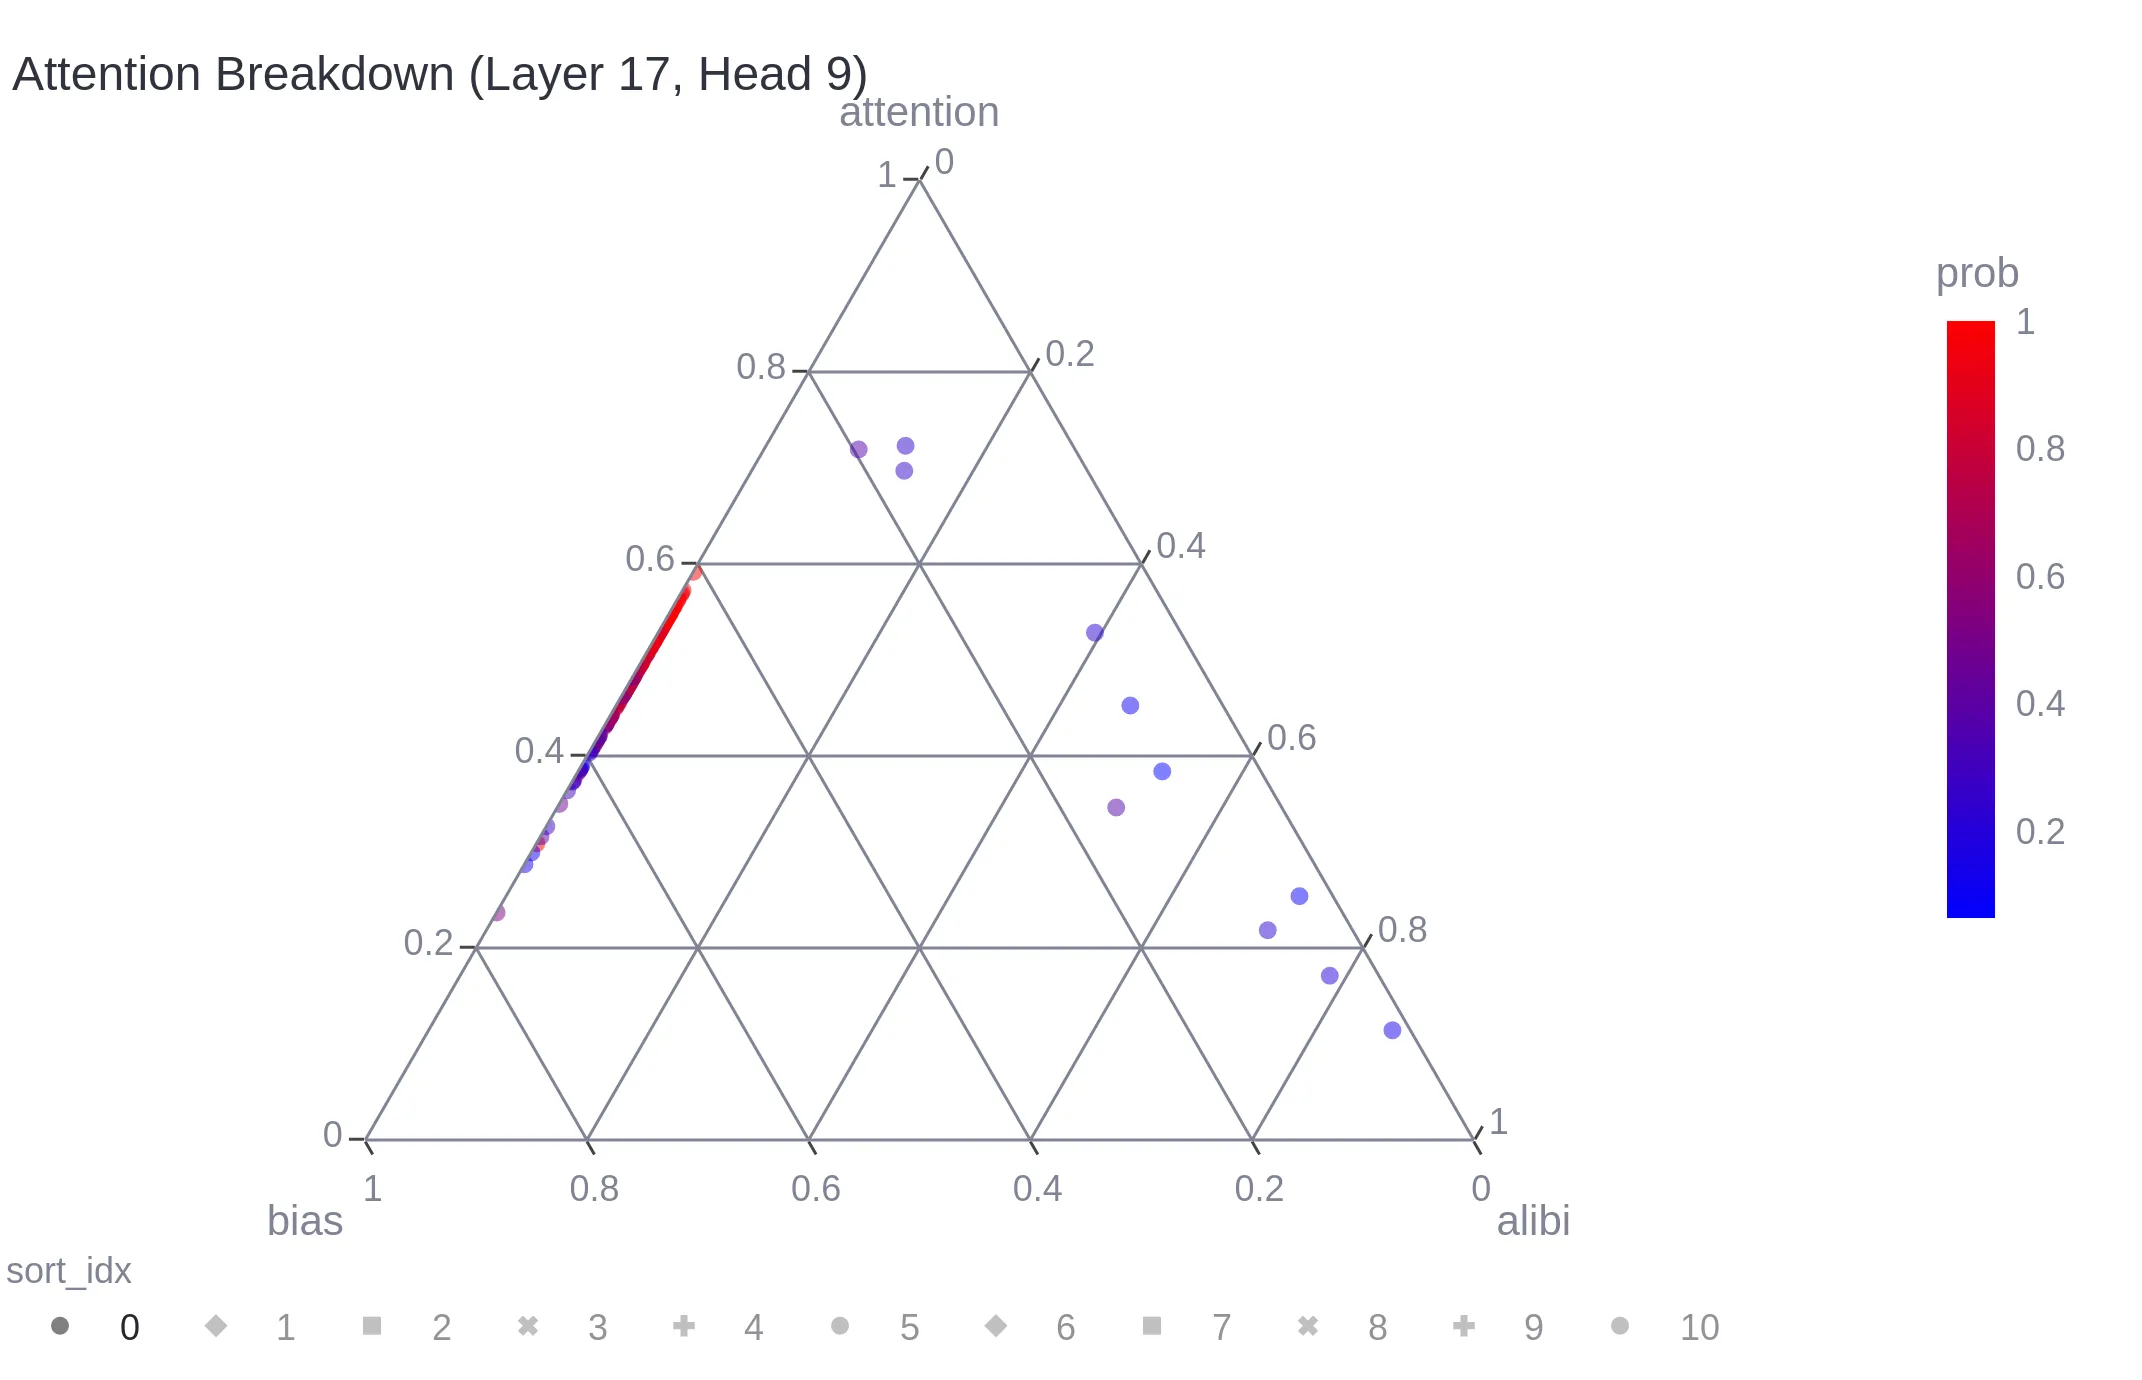 Attention Breakdown (Layer 17, Head 9)
attention
1 0
0.8 0.2
0.6 0.4
0.4 0.6
0.2 0.8
0 1
1 0.8 0.6 0.4 0.2 0
bias alibi
prob
1
0.8
0.6
0.4
0.2
sort_idx
0 1 2 3 4 5 6 7 8 9 10